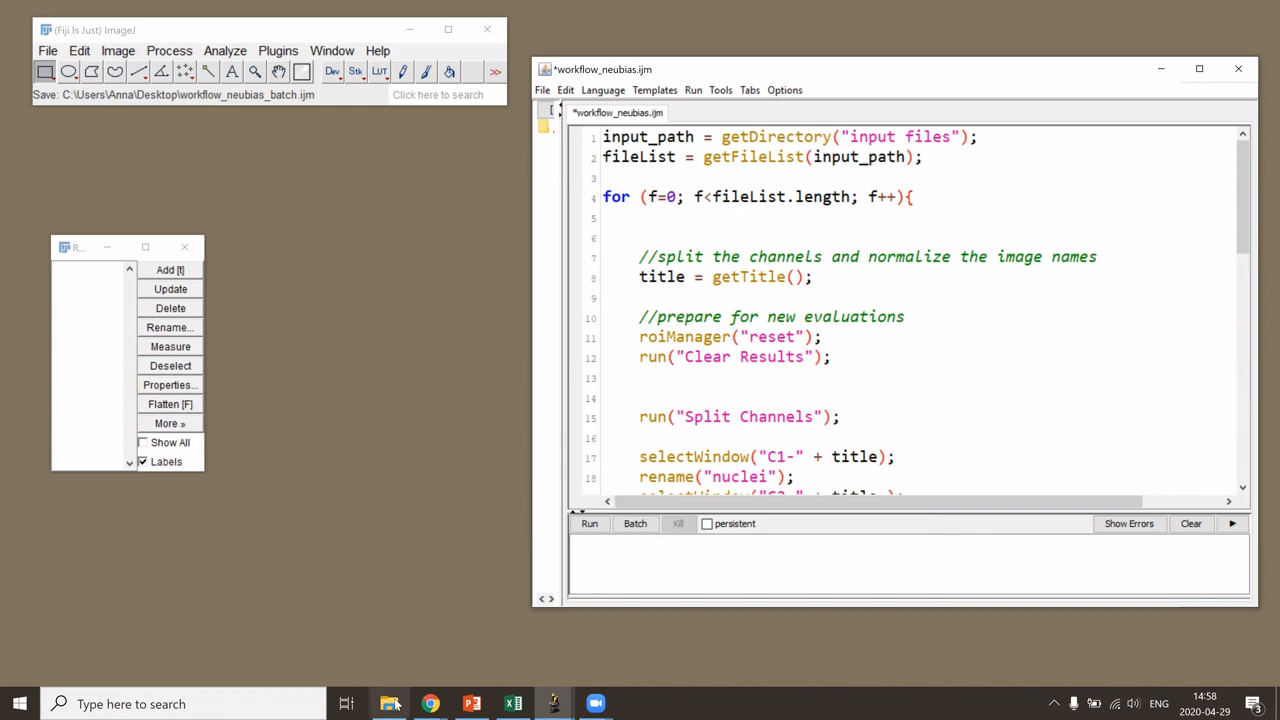 (Fiji Is Just) ImageJ
File Edit Image Process Analyze Plugins Window Help
Dev Stk LUT >>
Save: C:\Users\Anna\Desktop\workflow_neubias_batch.ijm
Click here to search
R...
Add [t]
Update
Delete
Rename...
Measure
Deselect
Properties...
Flatten [F]
More »
Show All
Labels
*workflow_neubias.ijm
File Edit Language Templates Run Tools Tabs Options
*workflow_neubias.ijm
1 input_path = getDirectory("input files");
2 fileList = getFileList(input_path);
3
4 for (f=0; f<fileList.length; f++){
5
6
7 //split the channels and normalize the image names
8 title = getTitle();
9
10 //prepare for new evaluations
11 roiManager("reset");
12 run("Clear Results");
13
14
15 run("Split Channels");
16
17 selectWindow("C1-" + title);
18 rename("nuclei");
Run Batch Kill persistent Show Errors Clear
Type here to search
ENG
14:58
2020-04-29
3